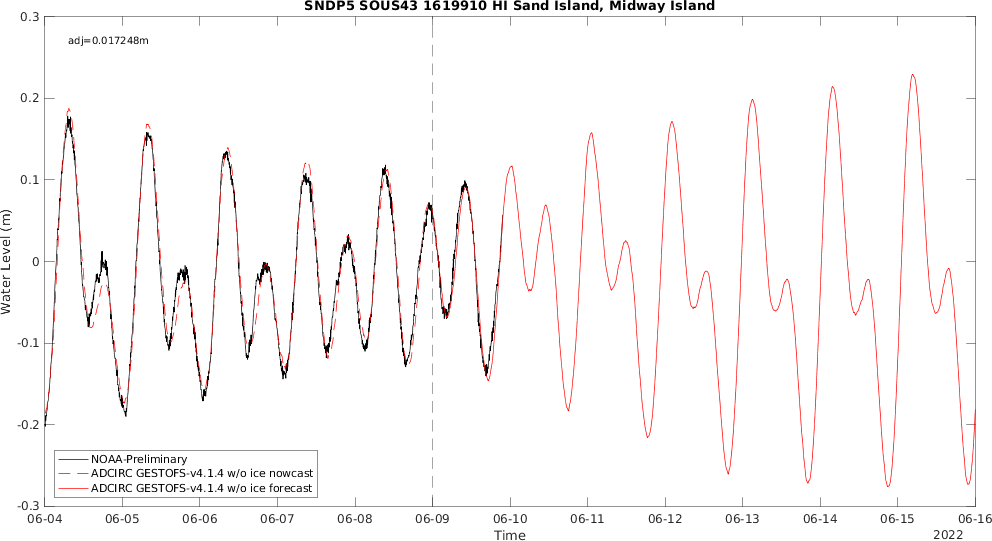 SNDP5 SOUS43 1619910 HI Sand Island, Midway Island
adj=0.017248m
0.3
0.2
0.1
0
-0.1
-0.2
-0.3
Water Level (m)
NOAA-Preliminary
ADCIRC GESTOFS-v4.1.4 w/o ice nowcast
ADCIRC GESTOFS-v4.1.4 w/o ice forecast
06-04 06-05 06-06 06-07 06-08 06-09 06-10 06-11 06-12 06-13 06-14 06-15 06-16
Time
2022